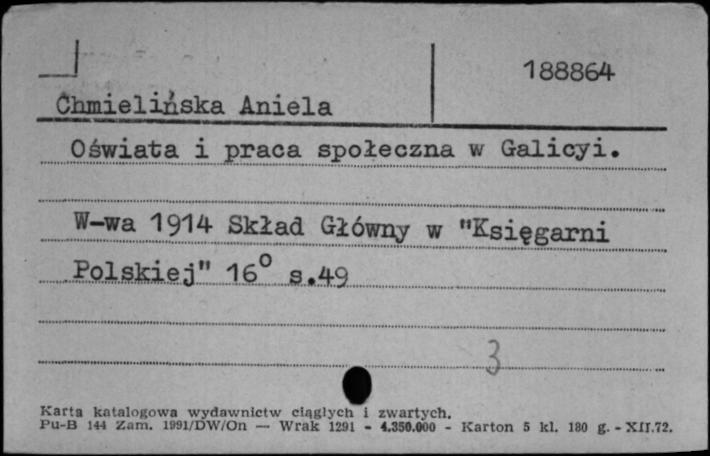 188864
Chmielińska Aniela
Oświata i praca społeczna w Galicyi.
W-wa 1914 Skład Główny w "Księgarni
Polskiej" 16° s.49
3
Karta katalogowa wydawnictw ciągłych i zwartych.
Pu-B 144 Zam. 1991/DW/On — Wrak 1291 - 4.350.000 - Karton 5 kl. 180 g. - XII.72.